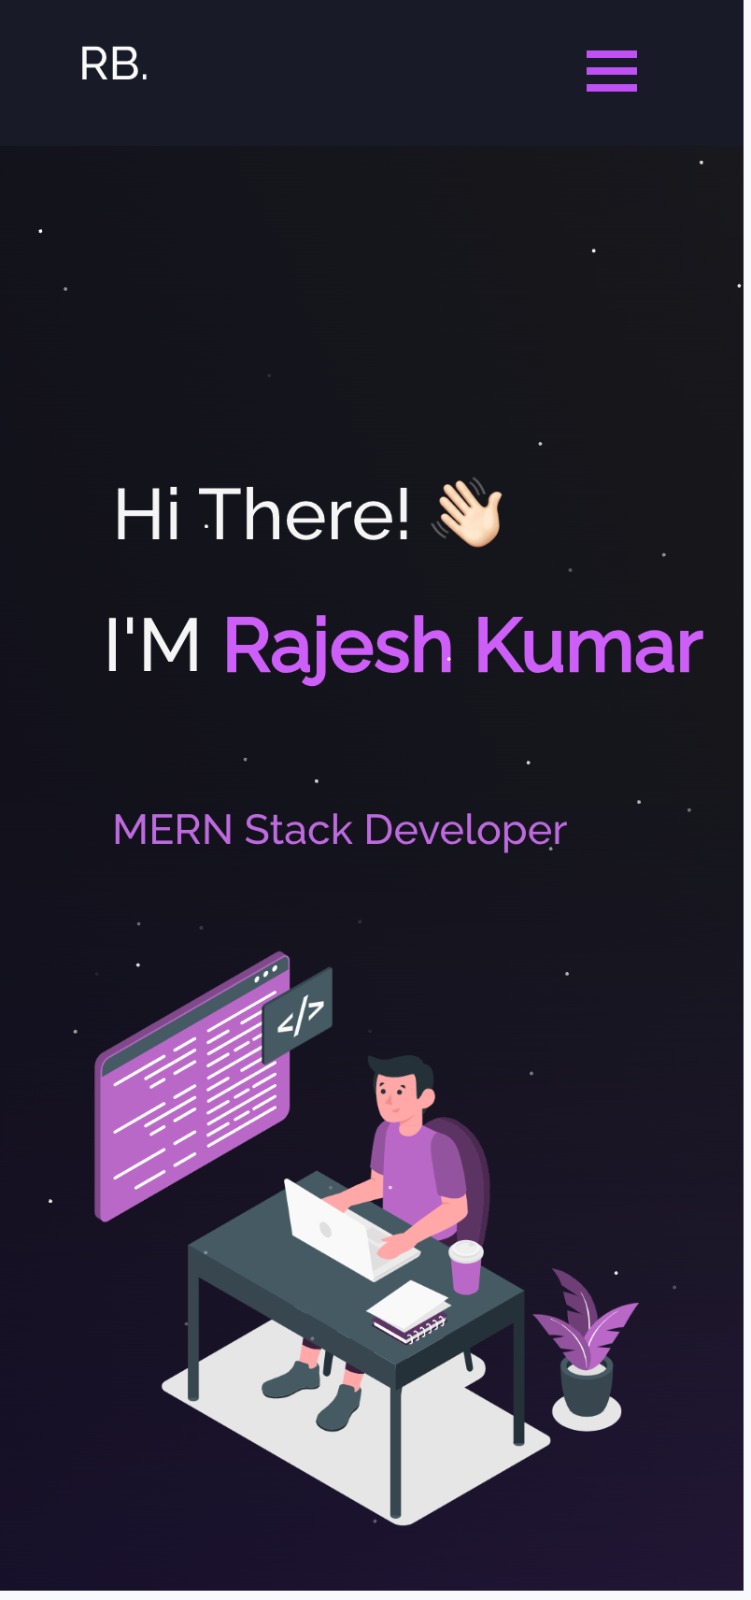 RB.
Hi There! 👋🏻
I'M Rajesh Kumar
MERN Stack Developer
</>